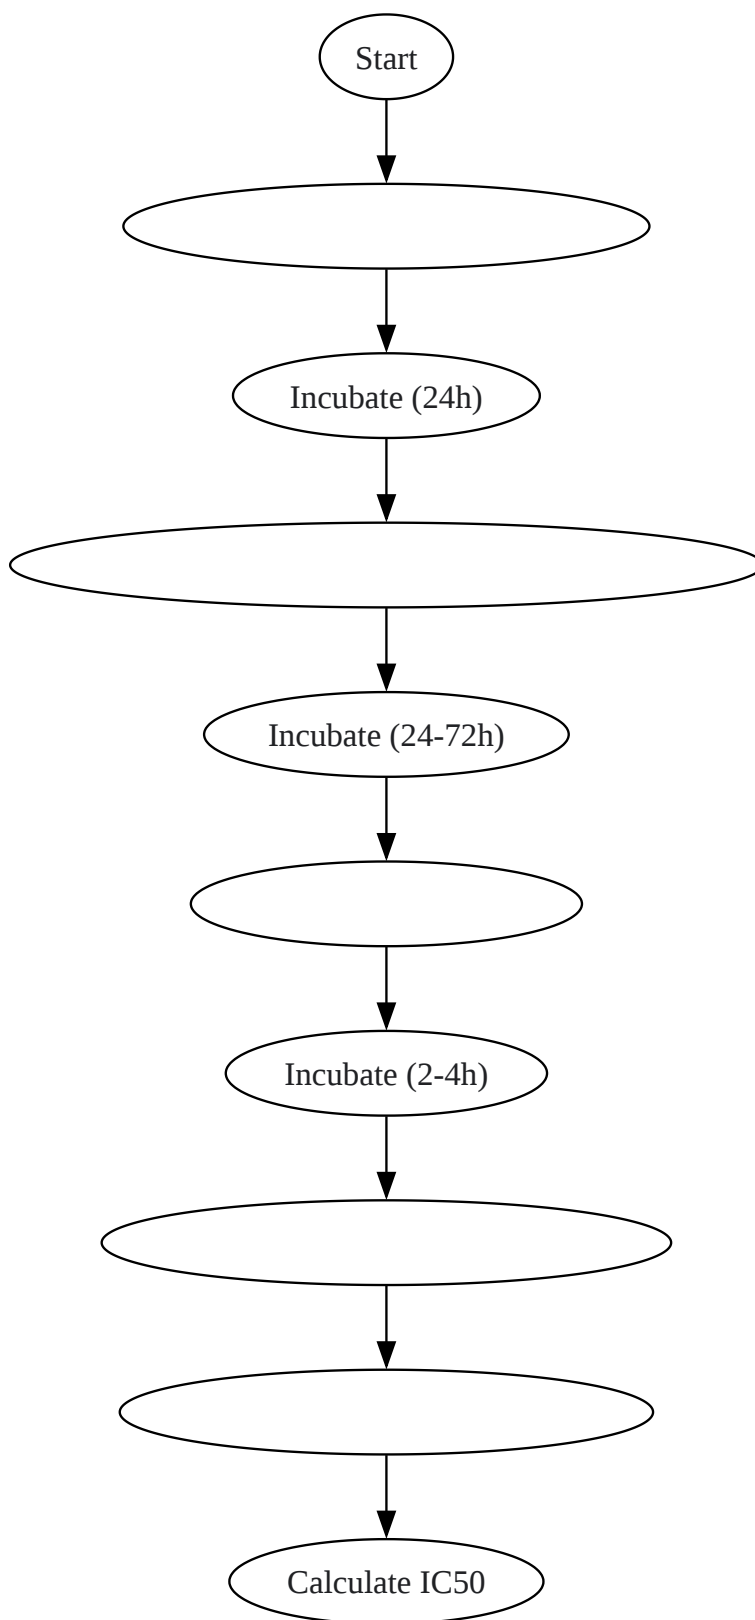 Start
Incubate (24h)
Incubate (24-72h)
Incubate (2-4h)
Calculate IC50